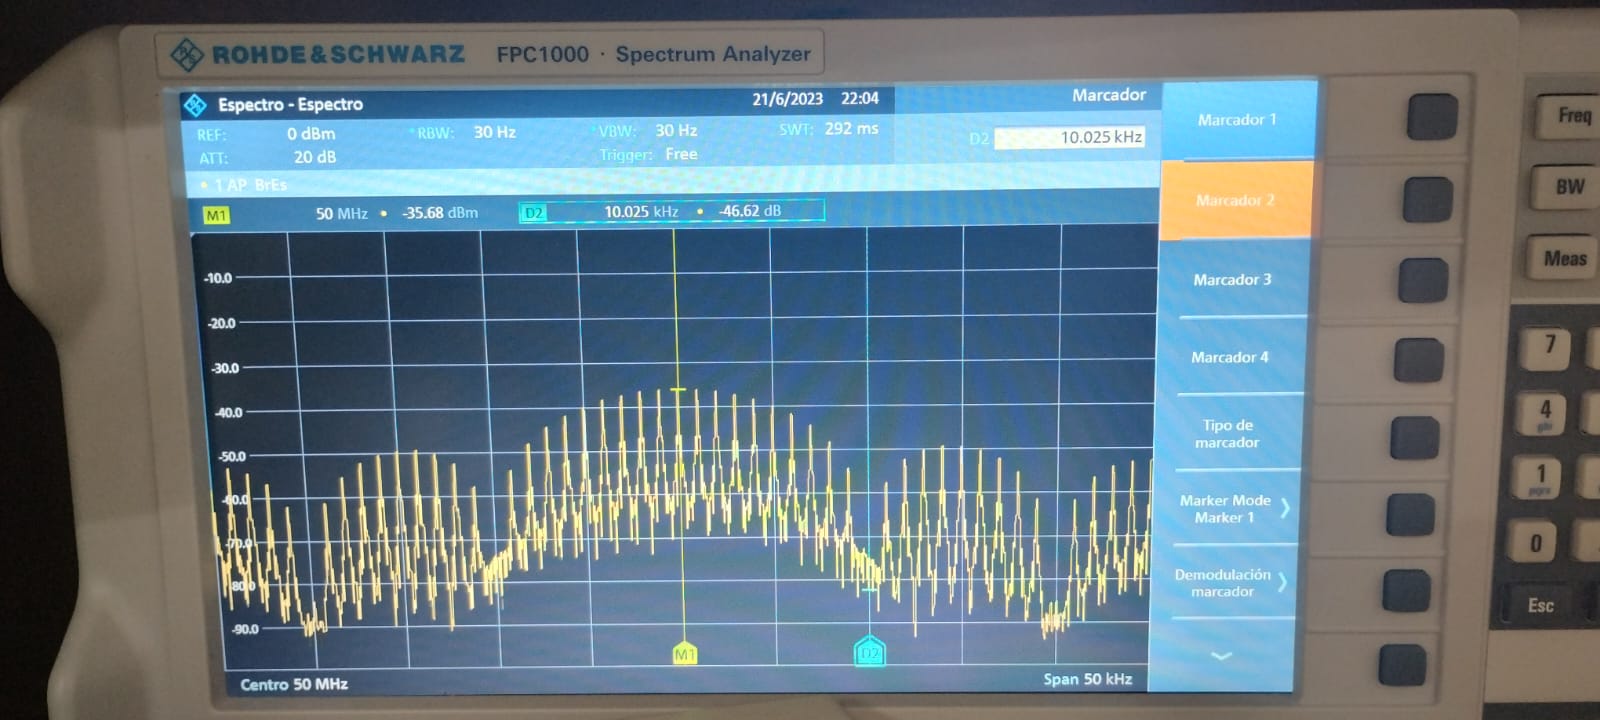 ROHDE&SCHWARZ FPC1000 · Spectrum Analyzer
Espectro - Espectro 21/6/2023 22:04 Marcador
REF: 0 dBm RBW: 30 Hz VBW: 30 Hz SWT: 292 ms D2 10.025 kHz
ATT: 20 dB Trigger: Free
1 AP BrEs
M1 50 MHz • -35.68 dBm D2 10.025 kHz • -46.62 dB
-10.0
-20.0
-30.0
-40.0
-50.0
-60.0
-70.0
-80.0
-90.0
M1 D2
Centro 50 MHz Span 50 kHz
Marcador 1
Marcador 2
Marcador 3
Marcador 4
Tipo de
marcador
Marker Mode
Marker 1
Demodulación
marcador
Freq
BW
Meas
7
4
1
0
Esc